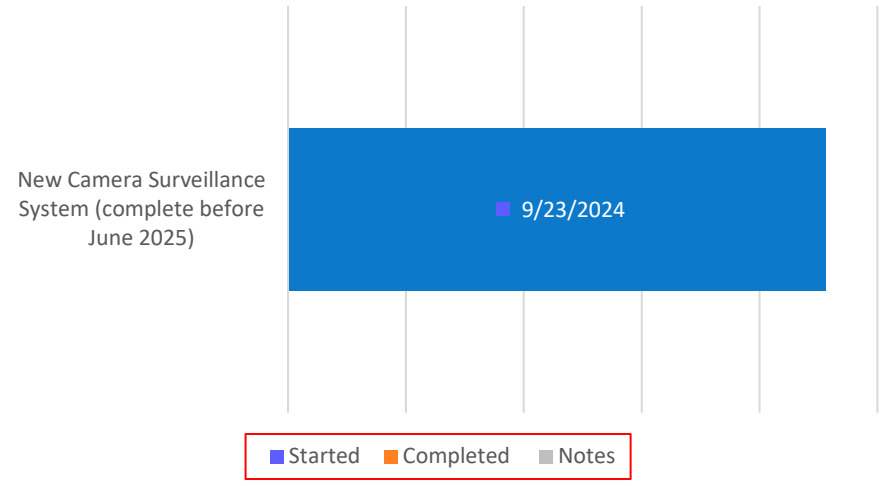 New Camera Surveillance
System (complete before
June 2025)
9/23/2024
Started Completed Notes